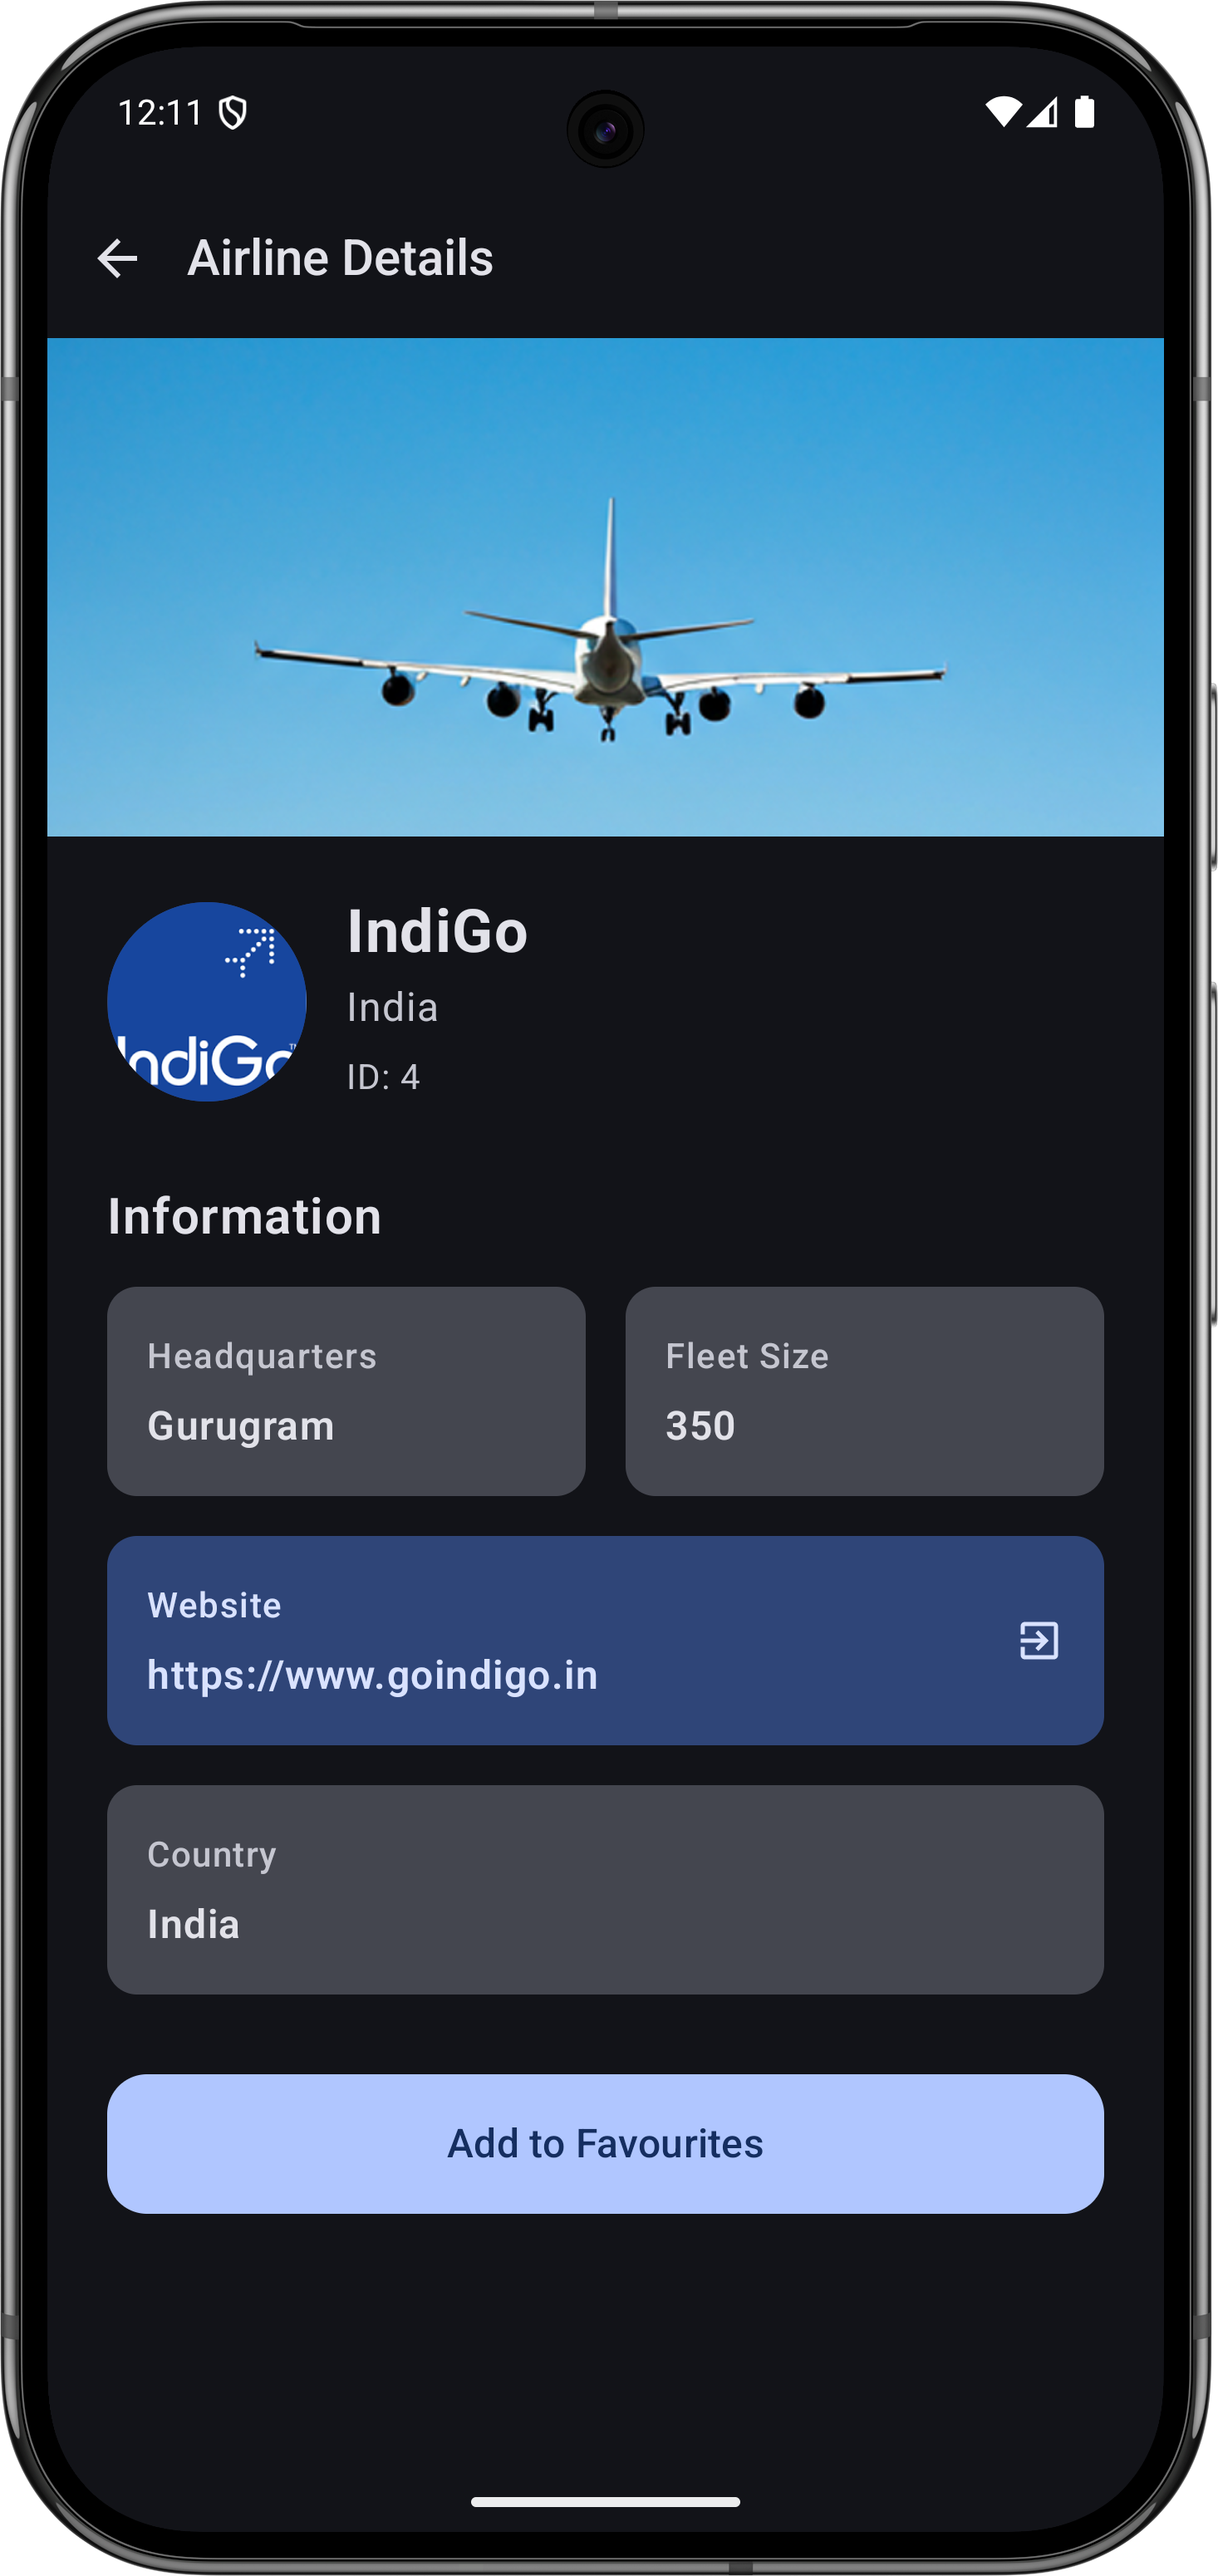 12:11
Airline Details
IndiGo
IndiGo
TM
India
ID: 4
Information
Headquarters
Gurugram
Fleet Size
350
Website
https://www.goindigo.in
Country
India
Add to Favourites